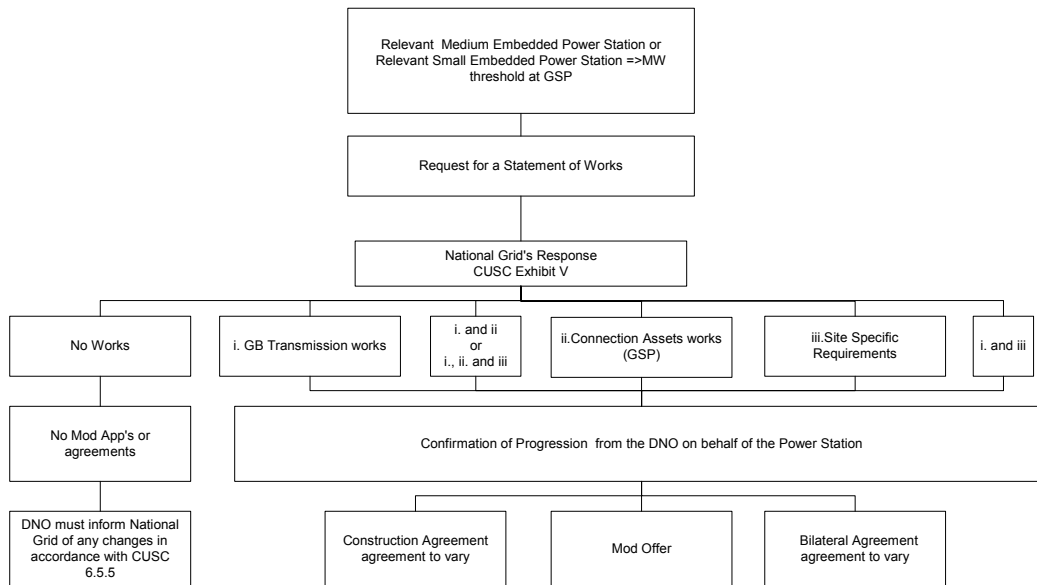 Relevant Medium Embedded Power Station or
Relevant Small Embedded Power Station =>MW
threshold at GSP
Request for a Statement of Works
National Grid's Response
CUSC Exhibit V
No Works
i. GB Transmission works
i. and ii
or
i., ii. and iii
ii.Connection Assets works
(GSP)
iii.Site Specific
Requirements
i. and iii
No Mod App's or
agreements
Confirmation of Progression from the DNO on behalf of the Power Station
DNO must inform National
Grid of any changes in
accordance with CUSC
6.5.5
Construction Agreement
agreement to vary
Mod Offer
Bilateral Agreement
agreement to vary